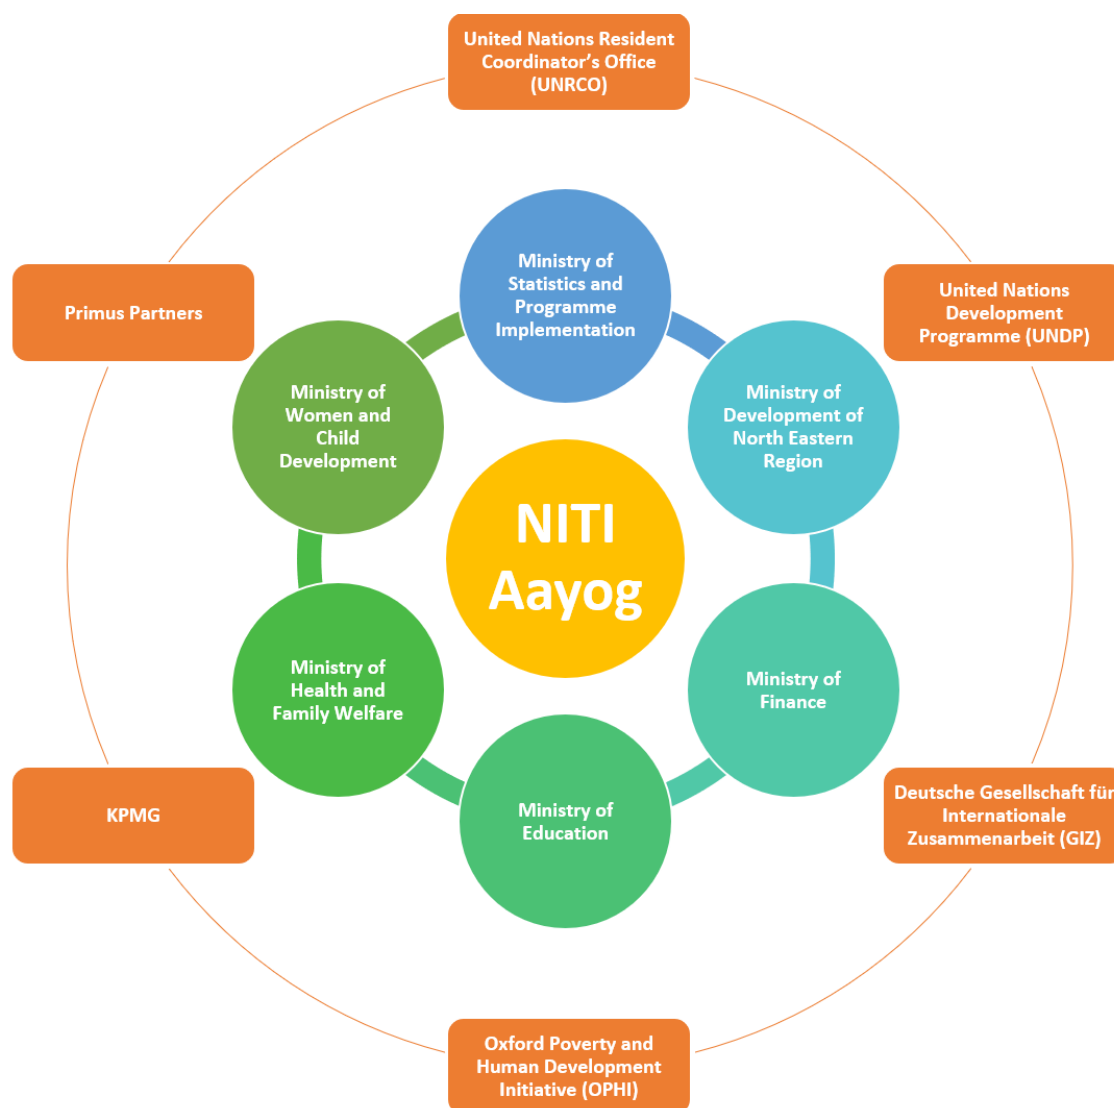 United Nations Resident
Coordinator’s Office
(UNRCO)
Primus Partners
United Nations
Development
Programme (UNDP)
Ministry of
Statistics and
Programme
Implementation
Ministry of
Women and
Child
Development
Ministry of
Development of
North Eastern
Region
NITI
Aayog
Ministry of
Health and
Family Welfare
Ministry of
Finance
Ministry of
Education
KPMG
Deutsche Gesellschaft für
Internationale
Zusammenarbeit (GIZ)
Oxford Poverty and
Human Development
Initiative (OPHI)